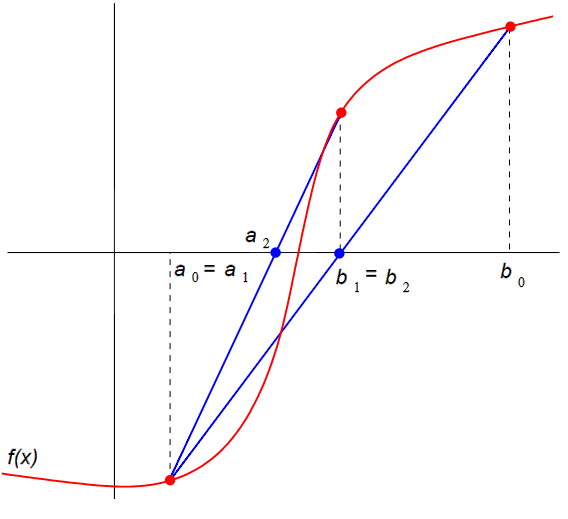 a 2
a 0 = a 1
b 1 = b 2
b 0
f(x)